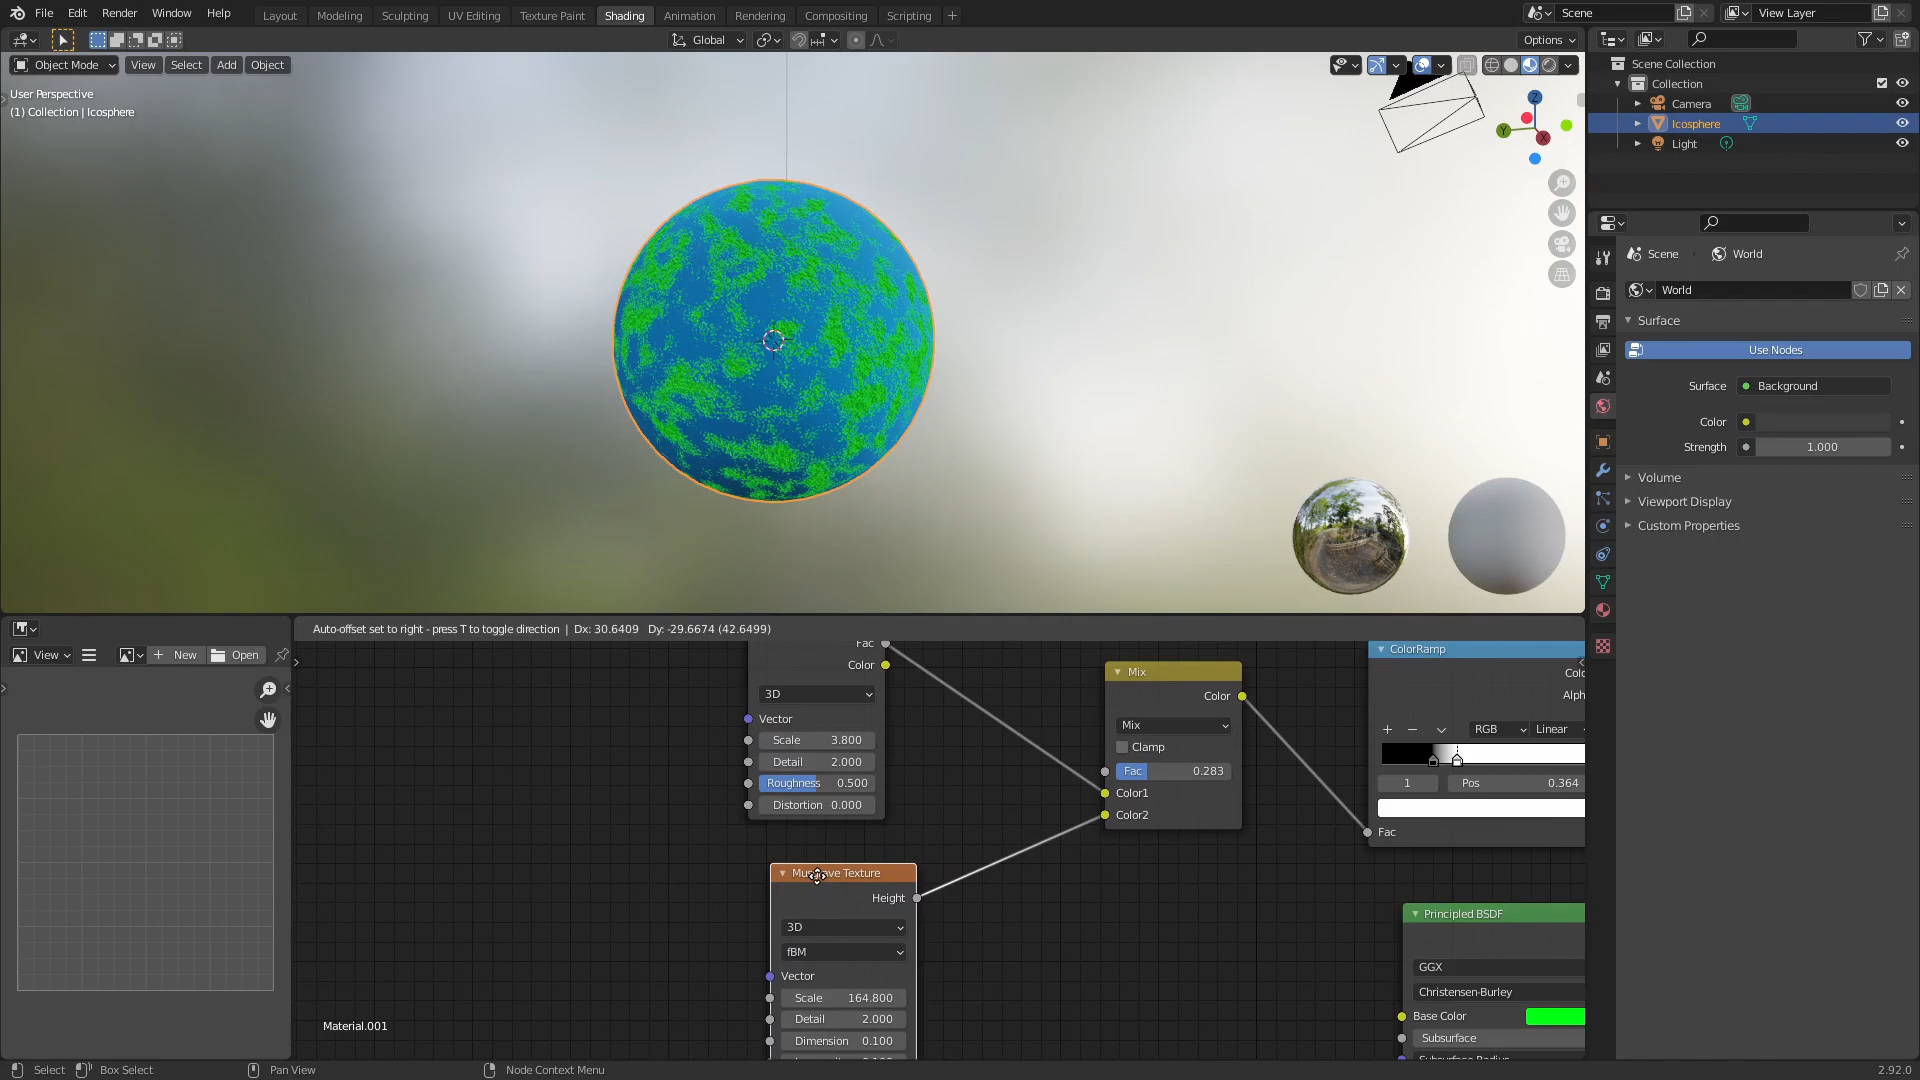 File Edit Render Window Help
Layout Modeling Sculpting UV Editing Texture Paint Shading Animation Rendering Compositing Scripting +
Scene
View Layer
Global
Options
Object Mode View Select Add Object
User Perspective
(1) Collection | Icosphere
Z
Y
X
Scene Collection
Collection
Camera
Icosphere
Light
Scene World
World
Surface
Use Nodes
Surface Background
Color
Strength 1.000
Volume
Viewport Display
Custom Properties
Auto-offset set to right - press T to toggle direction | Dx: 30.6409 Dy: -29.6674 (42.6499)
View New Open
Fac
Color
3D
Vector
Scale 3.800
Detail 2.000
Roughness 0.500
Distortion 0.000
Mix
Color
Mix
Clamp
Fac 0.283
Color1
Color2
ColorRamp
RGB Linear
1 Pos 0.364
Fac
Texture
Height
3D
fBM
Vector
Scale 164.800
Detail 2.000
Dimension 0.100
Principled BSDF
GGX
Christensen-Burley
Base Color
Subsurface
Material.001
Select Box Select Pan View Node Context Menu 2.92.0